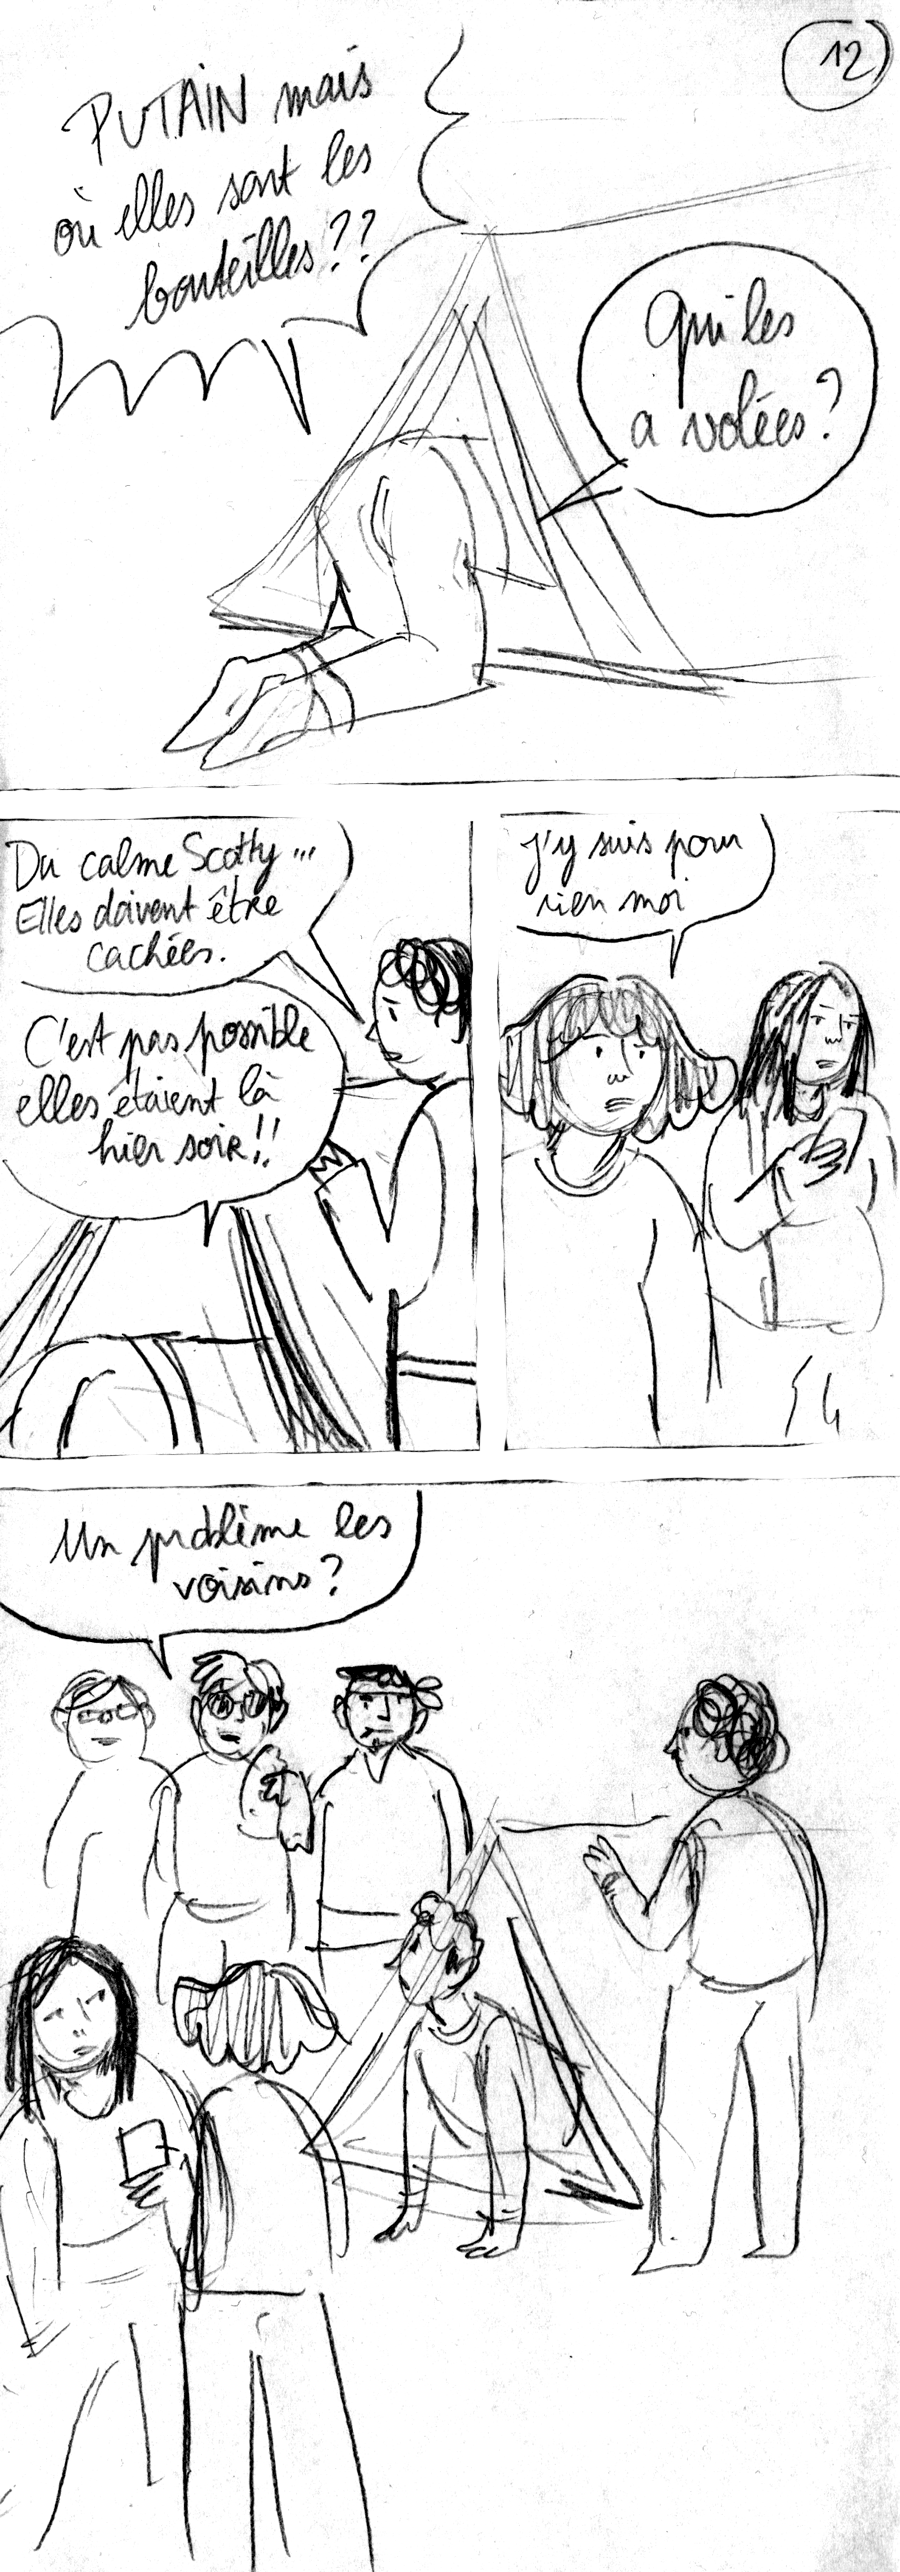 12
PUTAIN mais
où elles sont les
bouteilles??
Qui les
a volées?
Du calme Scotty...
Elles doivent être
cachées.
C'est pas possible
elles étaient là
hier soir!!
J'y suis pour
rien moi
Un problème les
voisins?